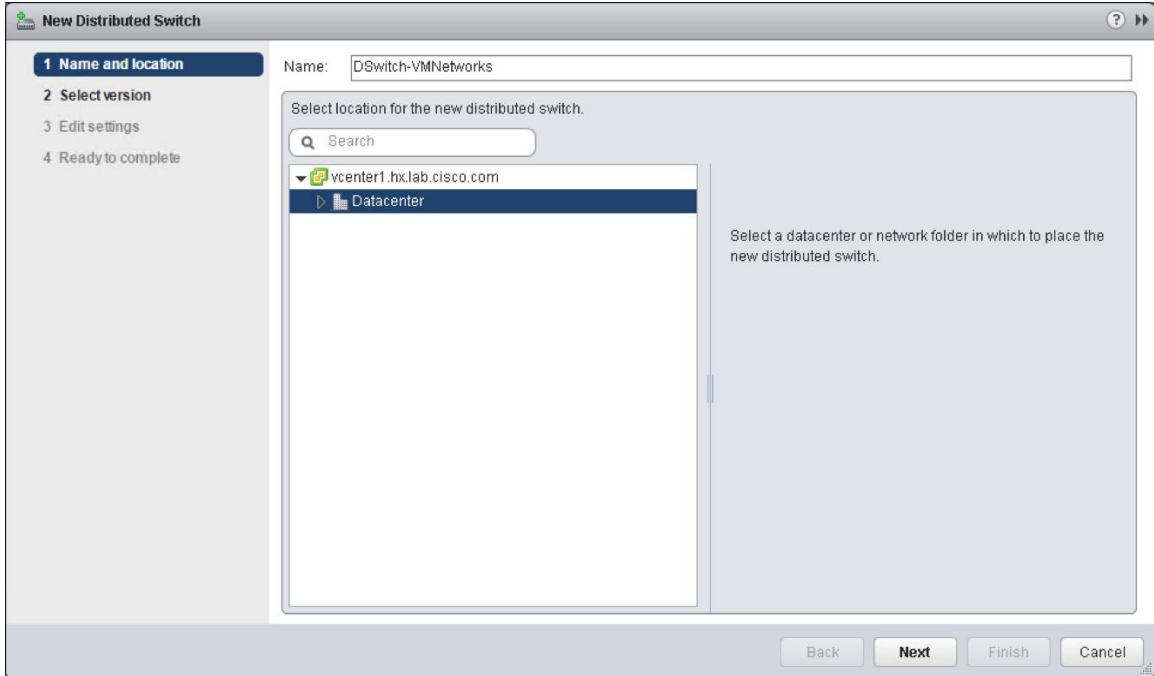 New Distributed Switch
1 Name and location
2 Select version
3 Edit settings
4 Ready to complete
Name: DSwitch-VMNetworks
Select location for the new distributed switch.
Search
vcenter1.hx.lab.cisco.com
Datacenter
Select a datacenter or network folder in which to place the
new distributed switch.
Back Next Finish Cancel